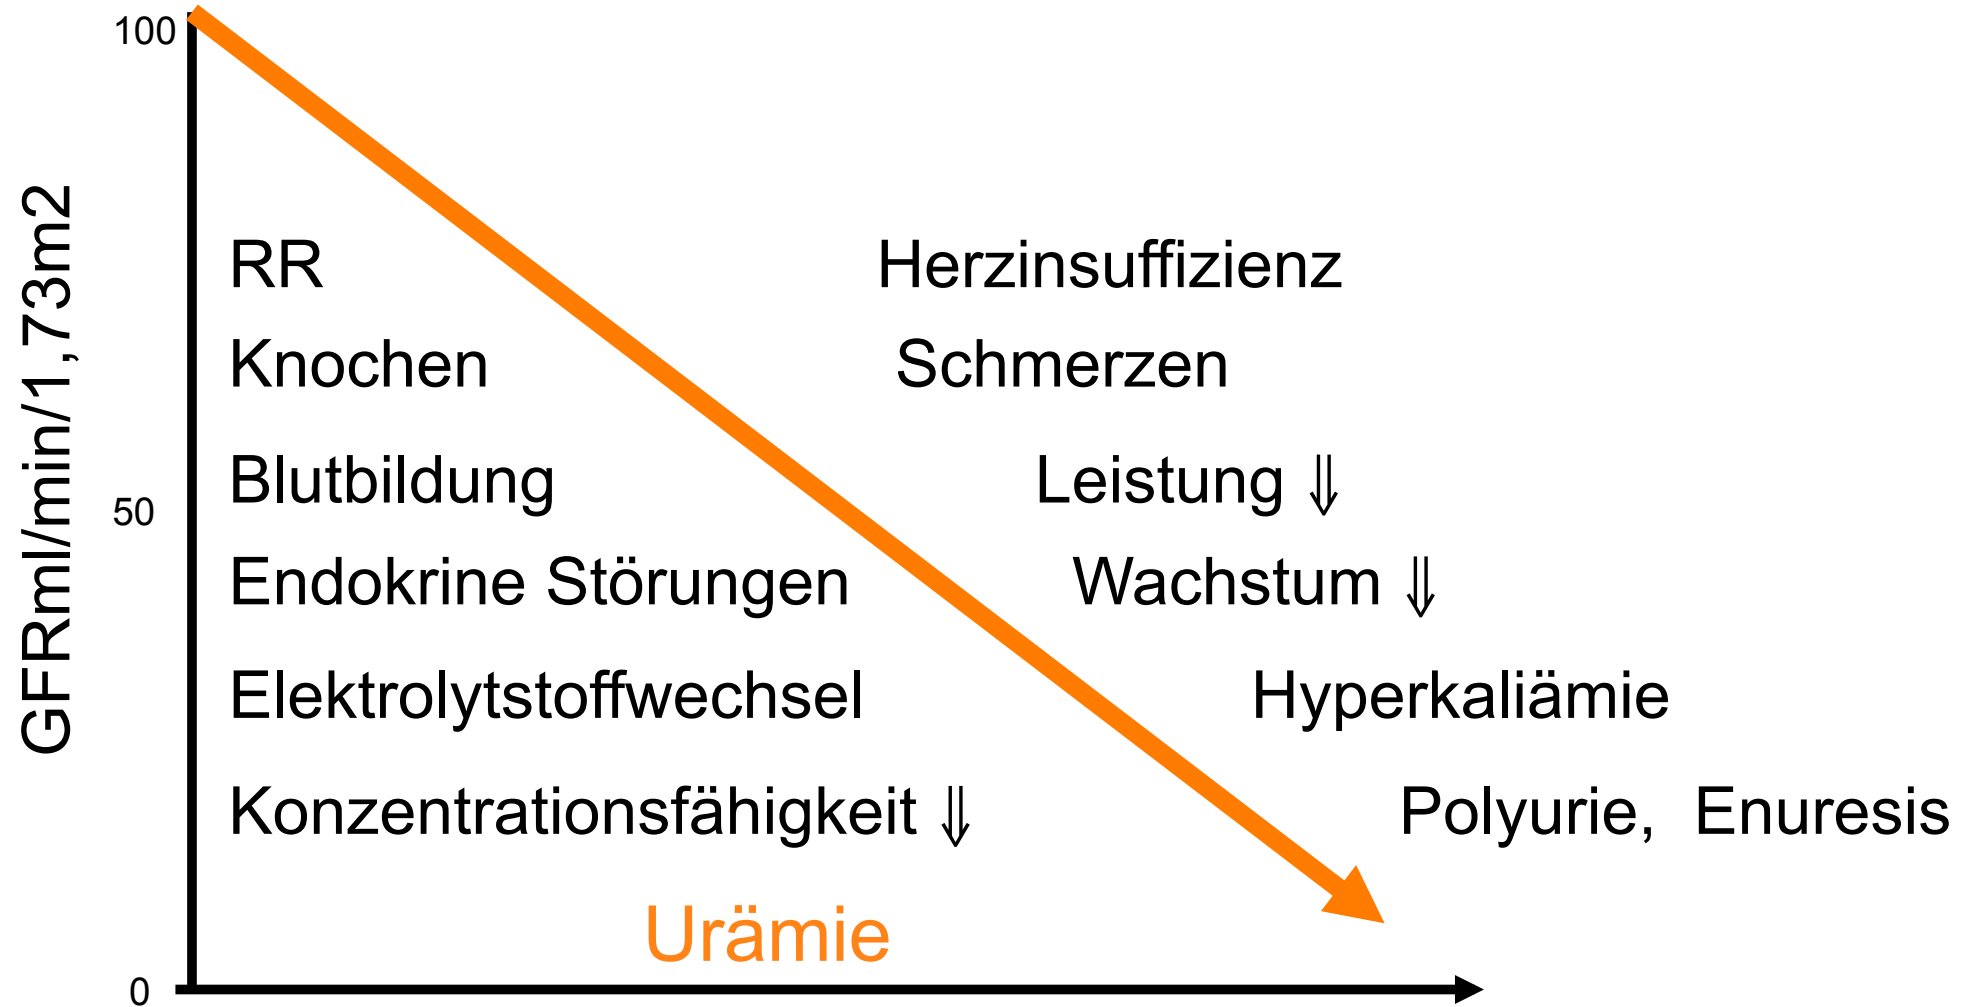 100
GFRml/min/1,73m2
RR Herzinsuffizienz
Knochen Schmerzen
Blutbildung Leistung ⇓
50
Endokrine Störungen Wachstum ⇓
Elektrolytstoffwechsel Hyperkaliämie
Konzentrationsfähigkeit ⇓ Polyurie, Enuresis
Urämie
0